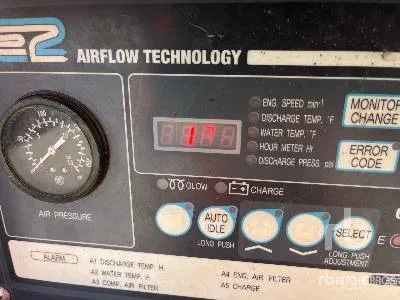 AIRFLOW TECHNOLOGY
ENG. SPEED min⁻¹
DISCHARGE TEMP. °F
WATER TEMP. °F
HOUR METER Hr
DISCHARGE PRESS. psi
MONITOR
CHANGE
ERROR
CODE
GLOW
CHARGE
AIR PRESSURE
AUTO
IDLE
SELECT
LONG PUSH
LONG PUSH
ADJUSTMENT
ALARM
A1 DISCHARGE TEMP. H
A2 WATER TEMP. H
A3 COMP. AIR FILTER
A4 ENG. AIR FILTER
A5 CHARGE